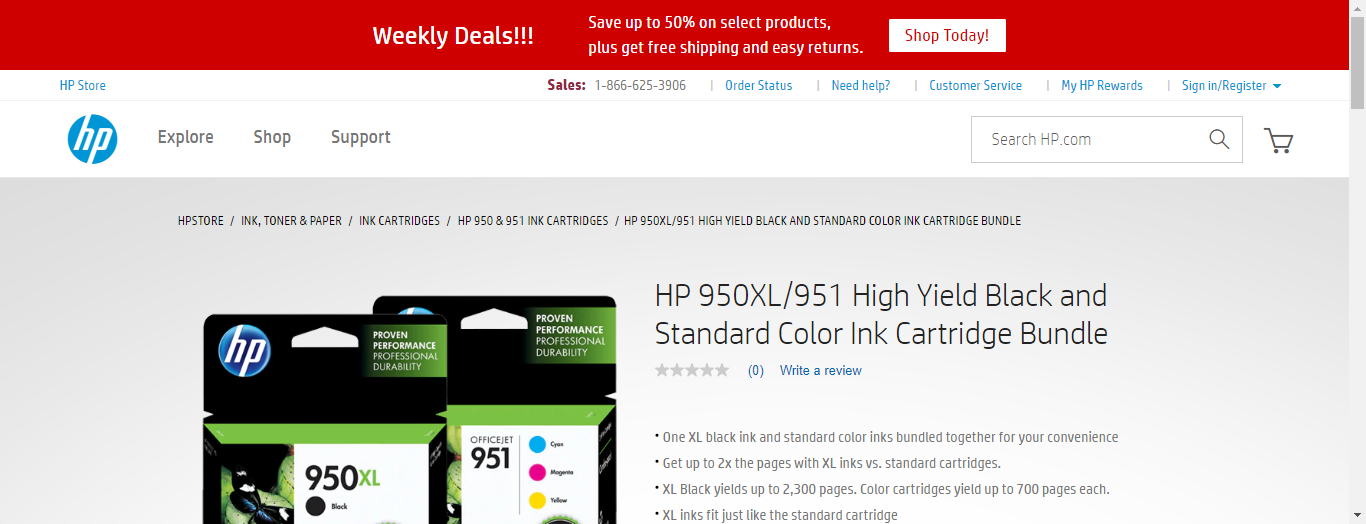 Weekly Deals!!!
Save up to 50% on select products,
plus get free shipping and easy returns.
Shop Today!
HP Store
Sales: 1-866-625-3906 | Order Status | Need help? | Customer Service | My HP Rewards | Sign in/Register
hp
Explore Shop Support
Search HP.com
HPSTORE / INK, TONER & PAPER / INK CARTRIDGES / HP 950 & 951 INK CARTRIDGES / HP 950XL/951 HIGH YIELD BLACK AND STANDARD COLOR INK CARTRIDGE BUNDLE
hp
PROVEN
PERFORMANCE
PROFESSIONAL
DURABILITY
950XL
Black
PROVEN
PERFORMANCE
PROFESSIONAL
DURABILITY
OFFICEJET
951
Cyan
Magenta
Yellow
HP 950XL/951 High Yield Black and
Standard Color Ink Cartridge Bundle
(0) Write a review
• One XL black ink and standard color inks bundled together for your convenience
• Get up to 2x the pages with XL inks vs. standard cartridges.
• XL Black yields up to 2,300 pages. Color cartridges yield up to 700 pages each.
• XL inks fit just like the standard cartridge